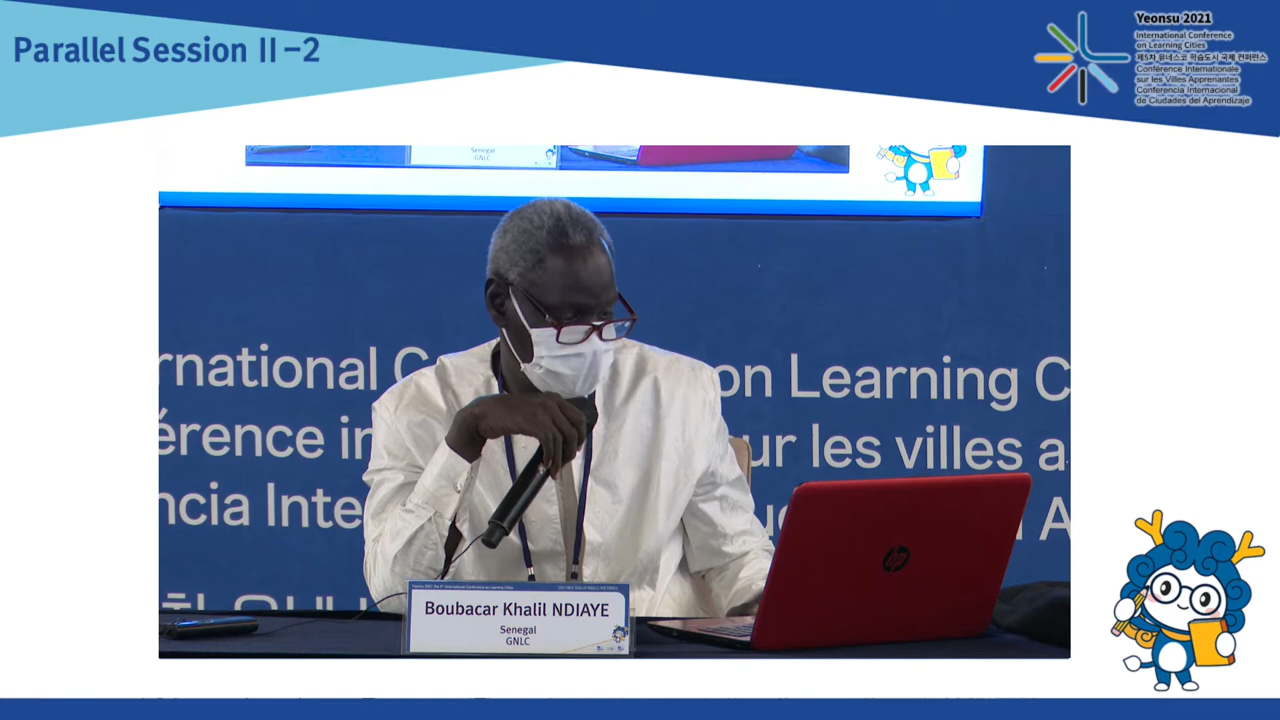 Parallel Session II-2
Yeonsu 2021
International Conference
on Learning Cities
제5차 유네스코 학습도시 국제 컨퍼런스
Conférence Internationale
sur les Villes Apprenantes
Conferencia Internacional
de Ciudades del Aprendizaje
Senegal
GNLC
rnational C on Learning C
érence in ur les villes a
ncia Inte A
hp
Boubacar Khalil NDIAYE
Senegal
GNLC